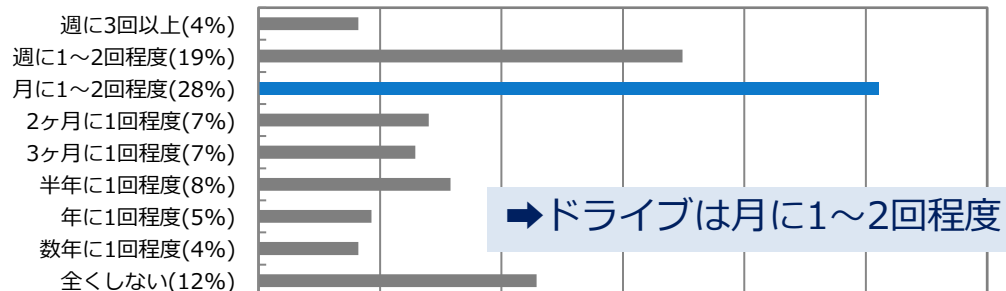 週に3回以上(4%)
週に1～2回程度(19%)
月に1～2回程度(28%)
2ヶ月に1回程度(7%)
3ヶ月に1回程度(7%)
半年に1回程度(8%)
年に1回程度(5%)
➡ドライブは月に1～2回程度
数年に1回程度(4%)
全くしない(12%)